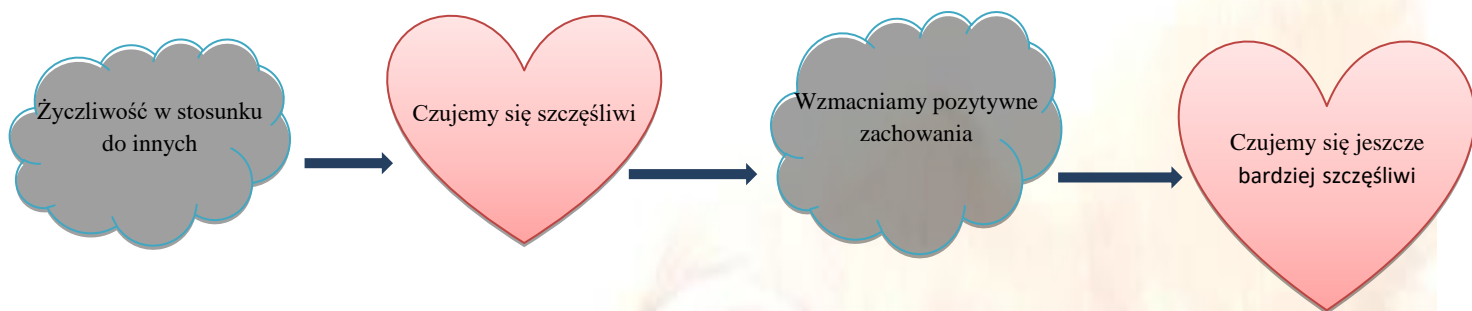 Życzliwość w stosunku
do innych
Czujemy się szczęśliwi
Wzmacniamy pozytywne
zachowania
Czujemy się jeszcze
bardziej szczęśliwi